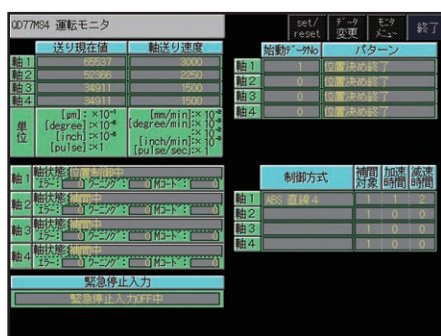 QD77MS4 運転モニタ
set/reset データ変更 モニタメニュー 終了
送り現在値 軸送り速度
軸1 65537 3000
軸2 52366 2250
軸3 34911 1500
軸4 34911 1500
単位
[μm]:×10⁻¹
[degree]:×10⁻⁵
[inch]:×10⁻⁵
[pulse]:×1
[mm/min]:×10⁻²
[degree/min]:×10⁻³
[inch/min]:×10⁻³
[pulse/sec]:×1
始動データNo パターン
軸1 1 位置決め終了
軸2 0 位置決め終了
軸3 0 位置決め終了
軸4 0 位置決め終了
軸1 軸状態:位置制御中
エラー: 0 ワーニング: 0 Mコード: 0
軸2 軸状態:補間中
エラー: 0 ワーニング: 0 Mコード: 0
軸3 軸状態:補間中
エラー: 0 ワーニング: 0 Mコード: 0
軸4 軸状態:補間中
エラー: 0 ワーニング: 0 Mコード: 0
制御方式 補間対象 加速時間 減速時間
軸1 ABS 直線4 1 1 2
軸2 1 0 0
軸3 1 0 0
軸4 1 0 0
緊急停止入力
緊急停止入力OFF中